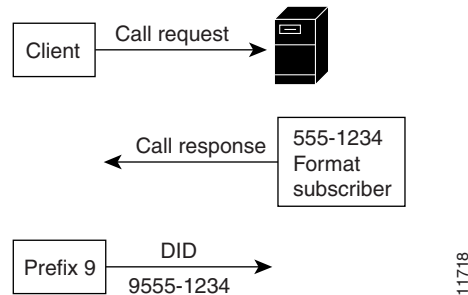 Client
Call request
Call response
555-1234
Format
subscriber
Prefix 9
DID
9555-1234
11718